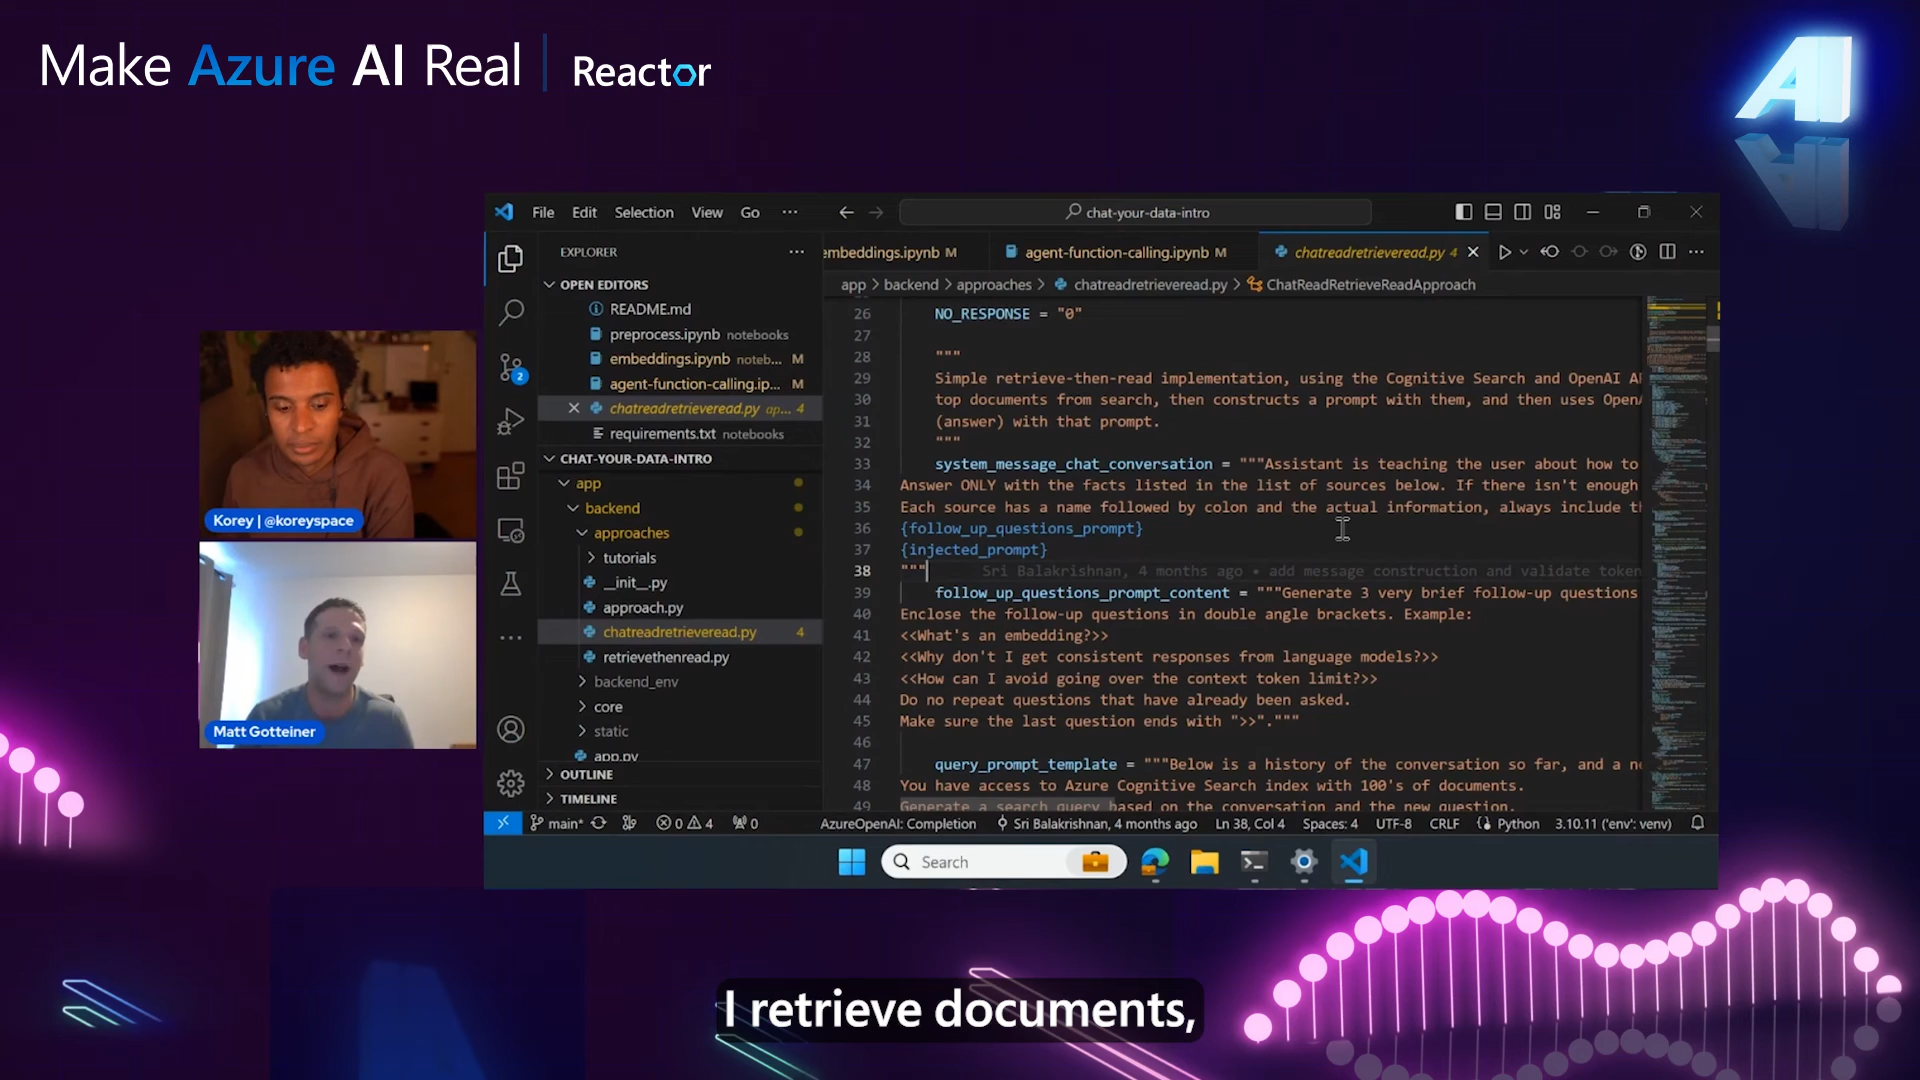 Make Azure AI Real | Reactor
AI
File Edit Selection View Go ··· chat-your-data-intro
EXPLORER ···
embeddings.ipynb M agent-function-calling.ipynb M chatreadretrieveread.py 4
OPEN EDITORS
README.md
preprocess.ipynb notebooks
embeddings.ipynb noteb... M
agent-function-calling.ip... M
chatreadretrieveread.py ap... 4
requirements.txt notebooks
CHAT-YOUR-DATA-INTRO
app
backend
approaches
tutorials
__init__.py
approach.py
chatreadretrieveread.py 4
retrievethenread.py
backend_env
core
static
app.py
OUTLINE
TIMELINE
2
app > backend > approaches > chatreadretrieveread.py > ChatReadRetrieveReadApproach
26 NO_RESPONSE = "0"
27
28 """
29 Simple retrieve-then-read implementation, using the Cognitive Search and OpenAI
30 top documents from search, then constructs a prompt with them, and then uses
31 (answer) with that prompt.
32 """
33 system_message_chat_conversation = """Assistant is teaching the user about how to
34 Answer ONLY with the facts listed in the list of sources below. If there isn't enough
35 Each source has a name followed by colon and the actual information, always include
36 {follow_up_questions_prompt}
37 {injected_prompt}
38 """ Sri Balakrishnan, 4 months ago • add message construction and validate token
39 follow_up_questions_prompt_content = """Generate 3 very brief follow-up questions
40 Enclose the follow-up questions in double angle brackets. Example:
41 <<What's an embedding?>>
42 <<Why don't I get consistent responses from language models?>>
43 <<How can I avoid going over the context token limit?>>
44 Do no repeat questions that have already been asked.
45 Make sure the last question ends with ">>"."""
46
47 query_prompt_template = """Below is a history of the conversation so far, and a
48 You have access to Azure Cognitive Search index with 100's of documents.
49 Generate a search query based on the conversation and the new question.
main* 0 4 0 AzureOpenAI: Completion Sri Balakrishnan, 4 months ago Ln 38, Col 4 Spaces: 4 UTF-8 CRLF Python 3.10.11 ('env': venv)
Search
Korey | @koreyspace
Matt Gotteiner
I retrieve documents,